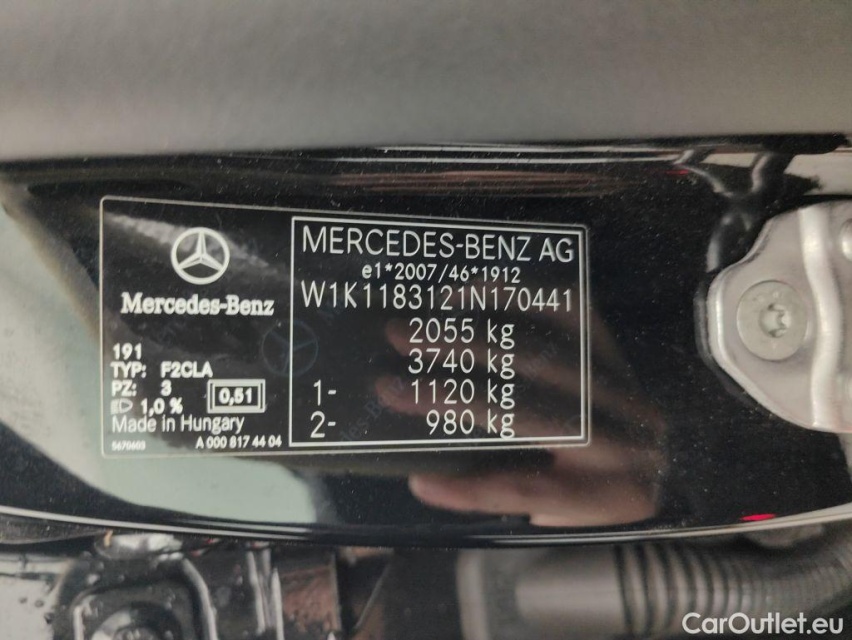 Mercedes-Benz
191
TYP: F2CLA
PZ: 3
1,0 %
0,51
Made in Hungary
5670603
A 000 817 44 04
MERCEDES-BENZ AG
e1*2007/46*1912
W1K1183121N170441
2055 kg
3740 kg
1- 1120 kg
2- 980 kg
CarOutlet.eu